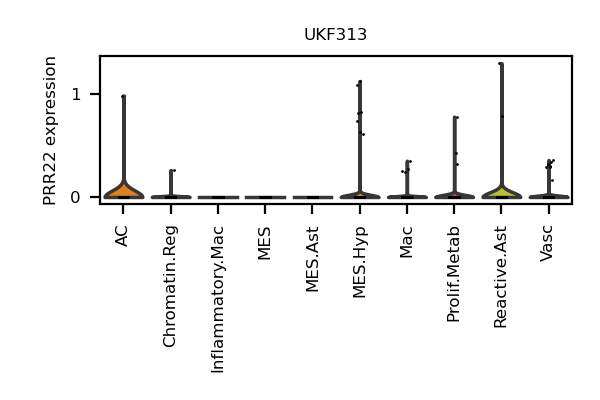 UKF313
PRR22 expression
1
0
AC
Chromatin.Reg
Inflammatory.Mac
MES
MES.Ast
MES.Hyp
Mac
Prolif.Metab
Reactive.Ast
Vasc